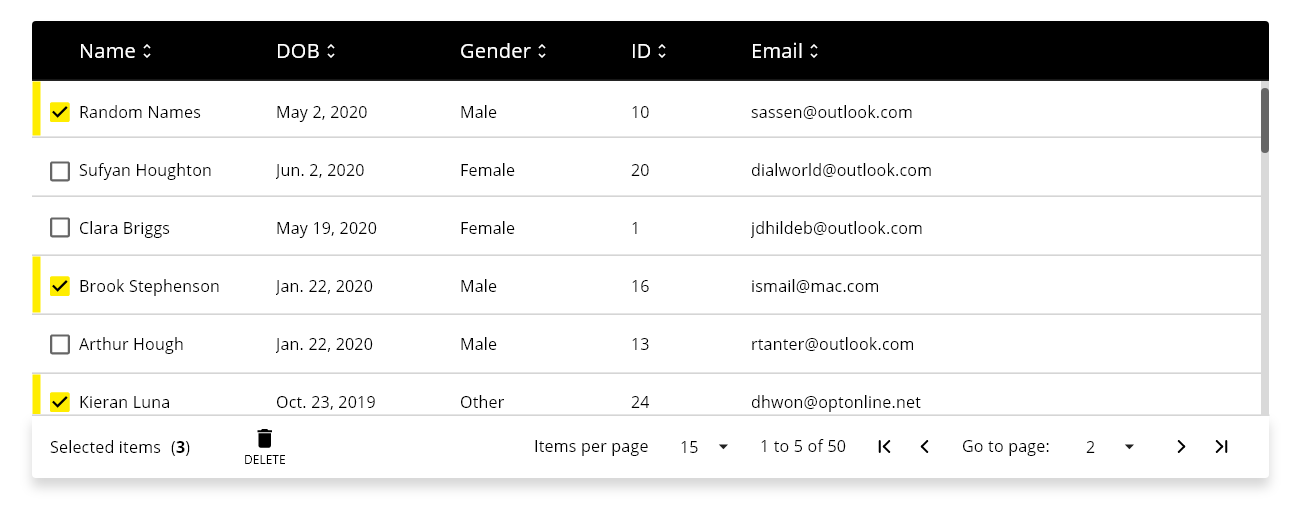 Name DOB Gender ID Email
Random Names May 2, 2020 Male 10 sassen@outlook.com
Sufyan Houghton Jun. 2, 2020 Female 20 dialworld@outlook.com
Clara Briggs May 19, 2020 Female 1 jdhildeb@outlook.com
Brook Stephenson Jan. 22, 2020 Male 16 ismail@mac.com
Arthur Hough Jan. 22, 2020 Male 13 rtanter@outlook.com
Kieran Luna Oct. 23, 2019 Other 24 dhwon@optonline.net
Selected items (3) DELETE Items per page 15 1 to 5 of 50 Go to page: 2